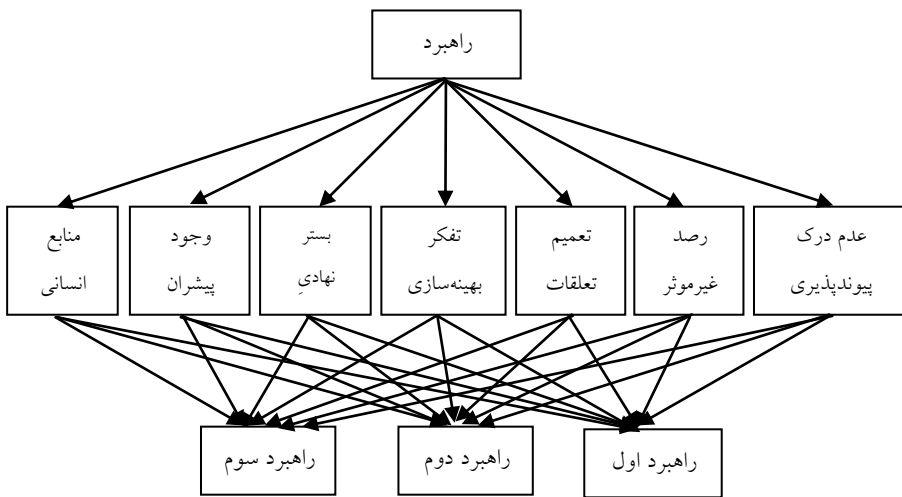 راهبرد
عدم درک
پیوندپذیری
رصد
غیرموثر
تعمیم
تعلقات
تفکر
بهینه‌سازی
بستر
نهادیِ
وجود
پیشران
منابع
انسانی
راهبرد اول
راهبرد دوم
راهبرد سوم